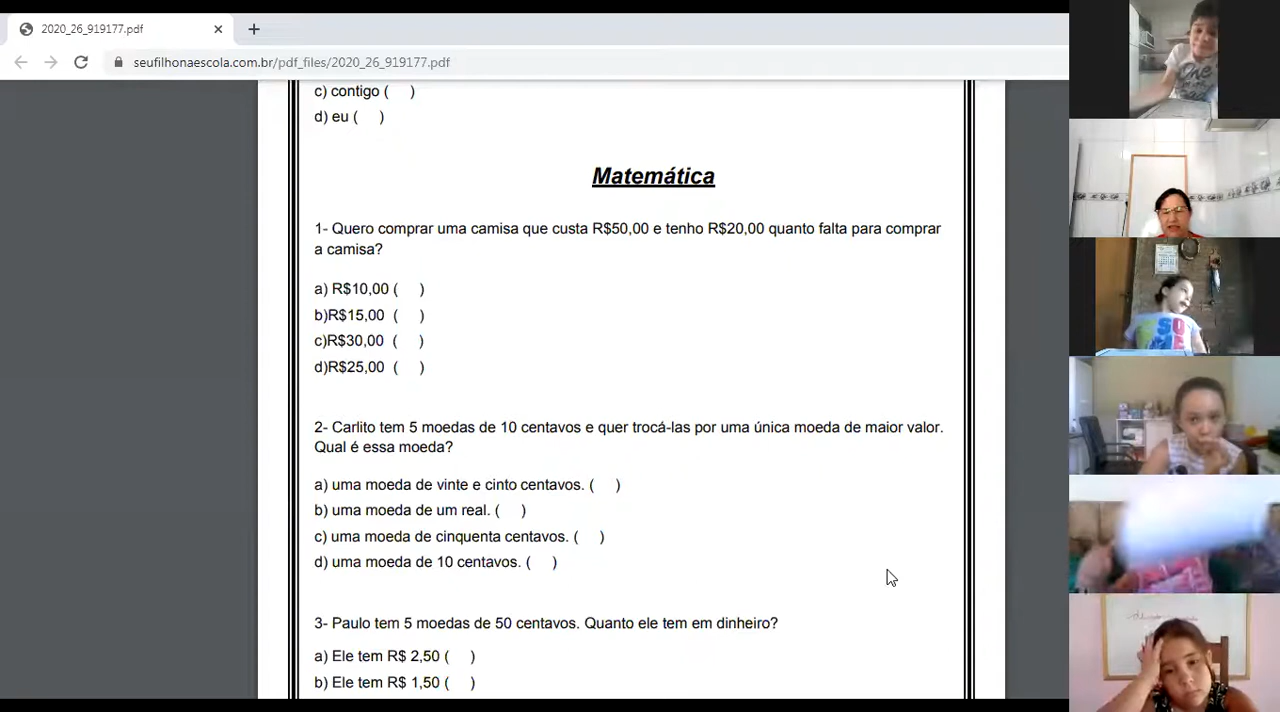 2020_26_919177.pdf
seufilhonaescola.com.br/pdf_files/2020_26_919177.pdf
c) contigo (    )
d) eu (    )
Matemática
1- Quero comprar uma camisa que custa R$50,00 e tenho R$20,00 quanto falta para comprar
a camisa?
a) R$10,00 (    )
b)R$15,00  (    )
c)R$30,00  (    )
d)R$25,00  (    )
2- Carlito tem 5 moedas de 10 centavos e quer trocá-las por uma única moeda de maior valor.
Qual é essa moeda?
a) uma moeda de vinte e cinto centavos. (    )
b) uma moeda de um real. (    )
c) uma moeda de cinquenta centavos. (    )
d) uma moeda de 10 centavos. (    )
3- Paulo tem 5 moedas de 50 centavos. Quanto ele tem em dinheiro?
a) Ele tem R$ 2,50 (    )
b) Ele tem R$ 1,50 (    )
One
SO
ME